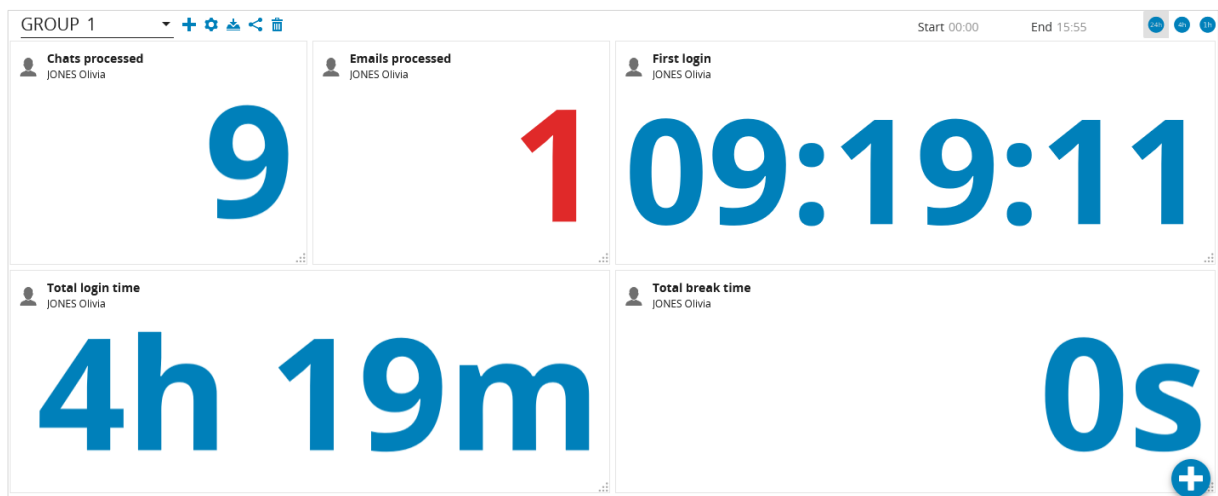 GROUP 1
Start 00:00 End 15:55
24h 4h 1h
Chats processed
JONES Olivia
9
Emails processed
JONES Olivia
1
First login
JONES Olivia
09:19:11
Total login time
JONES Olivia
4h 19m
Total break time
JONES Olivia
0s